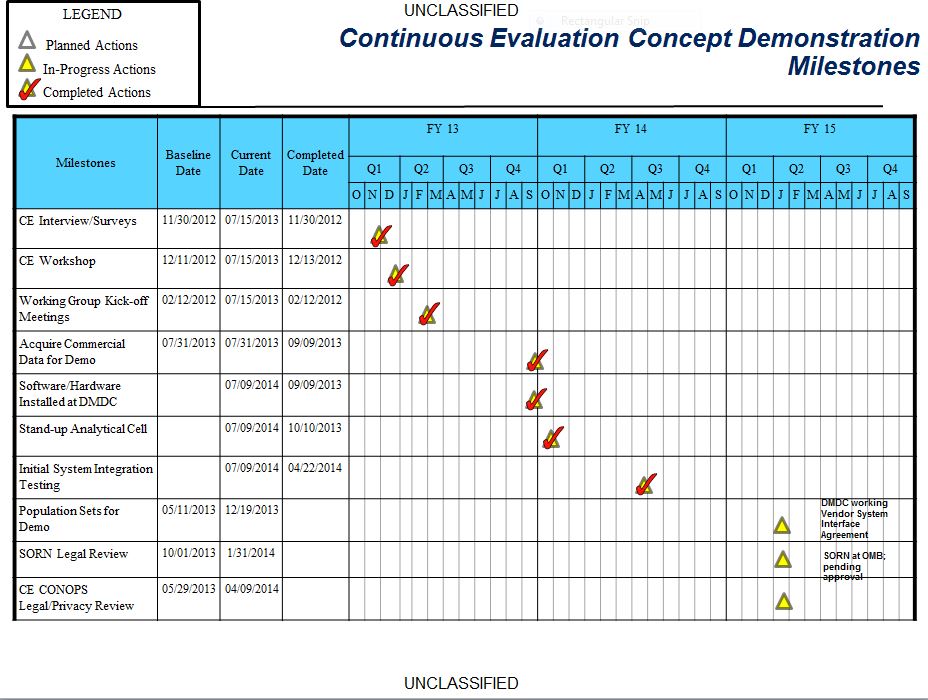 UNCLASSIFIED
Rectangular Snip
LEGEND
Planned Actions
In-Progress Actions
Completed Actions
Continuous Evaluation Concept Demonstration
Milestones
Milestones
Baseline Date
Current Date
Completed Date
FY 13 FY 14 FY 15
Q1 Q2 Q3 Q4 Q1 Q2 Q3 Q4 Q1 Q2 Q3 Q4
O N D J F M A M J J A S O N D J F M A M J J A S O N D J F M A M J J A S
CE Interview/Surveys 11/30/2012 07/15/2013 11/30/2012
CE Workshop 12/11/2012 07/15/2013 12/13/2012
Working Group Kick-off 02/12/2012 07/15/2013 02/12/2012
Meetings
Acquire Commercial 07/31/2013 07/31/2013 09/09/2013
Data for Demo
Software/Hardware 07/09/2014 09/09/2013
Installed at DMDC
Stand-up Analytical Cell 07/09/2014 10/10/2013
Initial System Integration 07/09/2014 04/22/2014
Testing
Population Sets for 05/11/2013 12/19/2013
Demo
DMDC working
Vendor System
Interface
Agreement
SORN Legal Review 10/01/2013 1/31/2014
SORN at OMB;
pending
approval
CE CONOPS 05/29/2013 04/09/2014
Legal/Privacy Review
UNCLASSIFIED